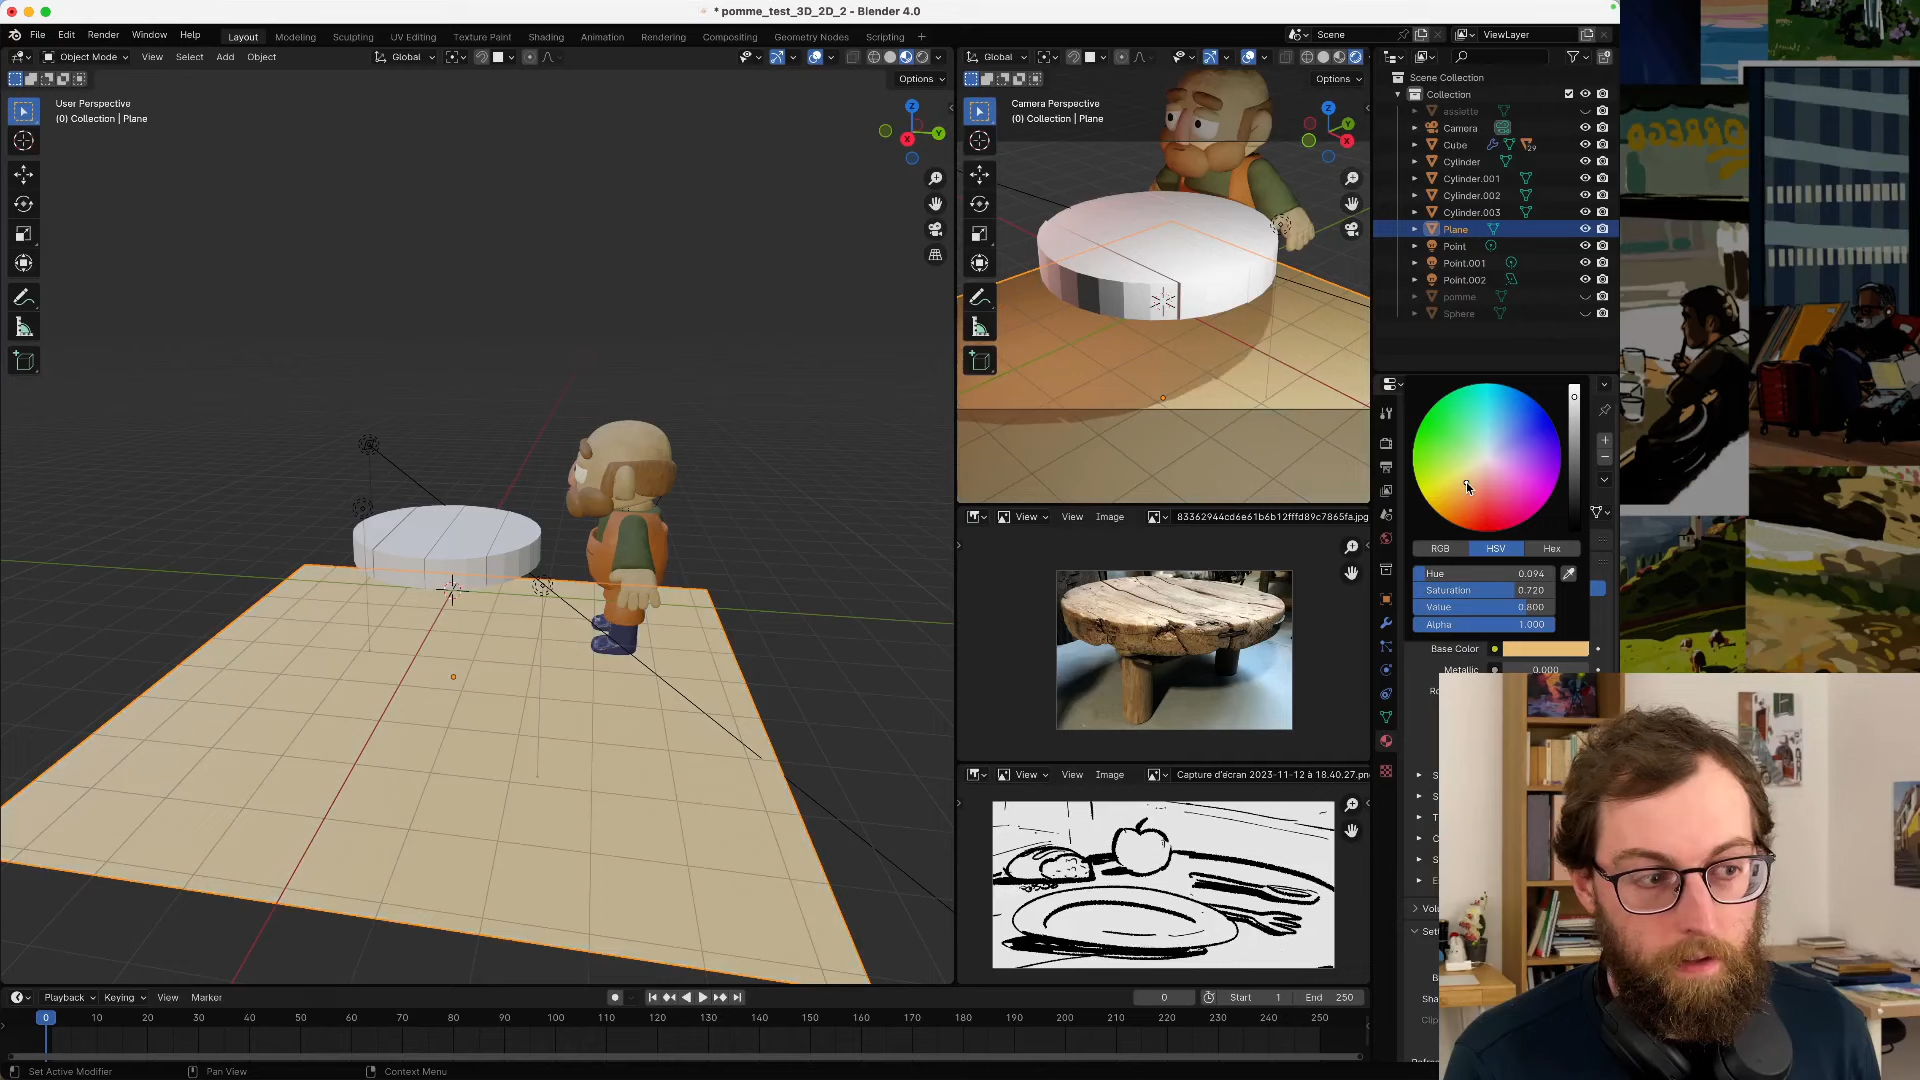 * pomme_test_3D_2D_2 - Blender 4.0
File Edit Render Window Help Layout Modeling Sculpting UV Editing Texture Paint Shading Animation Rendering Compositing Geometry Nodes Scripting + Scene ViewLayer
Object Mode View Select Add Object Global
Options
User Perspective
(0) Collection | Plane
Z
Y
X
Global
Options
Camera Perspective
(0) Collection | Plane
Z
Y
X
Scene Collection
Collection
assiette
Camera
Cube 29
Cylinder
Cylinder.001
Cylinder.002
Cylinder.003
Plane
Point
Point.001
Point.002
pomme
Sphere
RGB HSV Hex
Hue 0.094
Saturation 0.720
Value 0.800
Alpha 1.000
Base Color
Metallic 0.000
View View Image 83362944cd6e61b6b12fffd89c7865fa.jpg
View View Image Capture d'écran 2023-11-12 à 18.40.27.pn
Playback Keying View Marker 0 Start 1 End 250
0 10 20 30 40 50 60 70 80 90 100 110 120 130 140 150 160 170 180 190 200 210 220 230 240 250
Set Active Modifier Pan View Context Menu